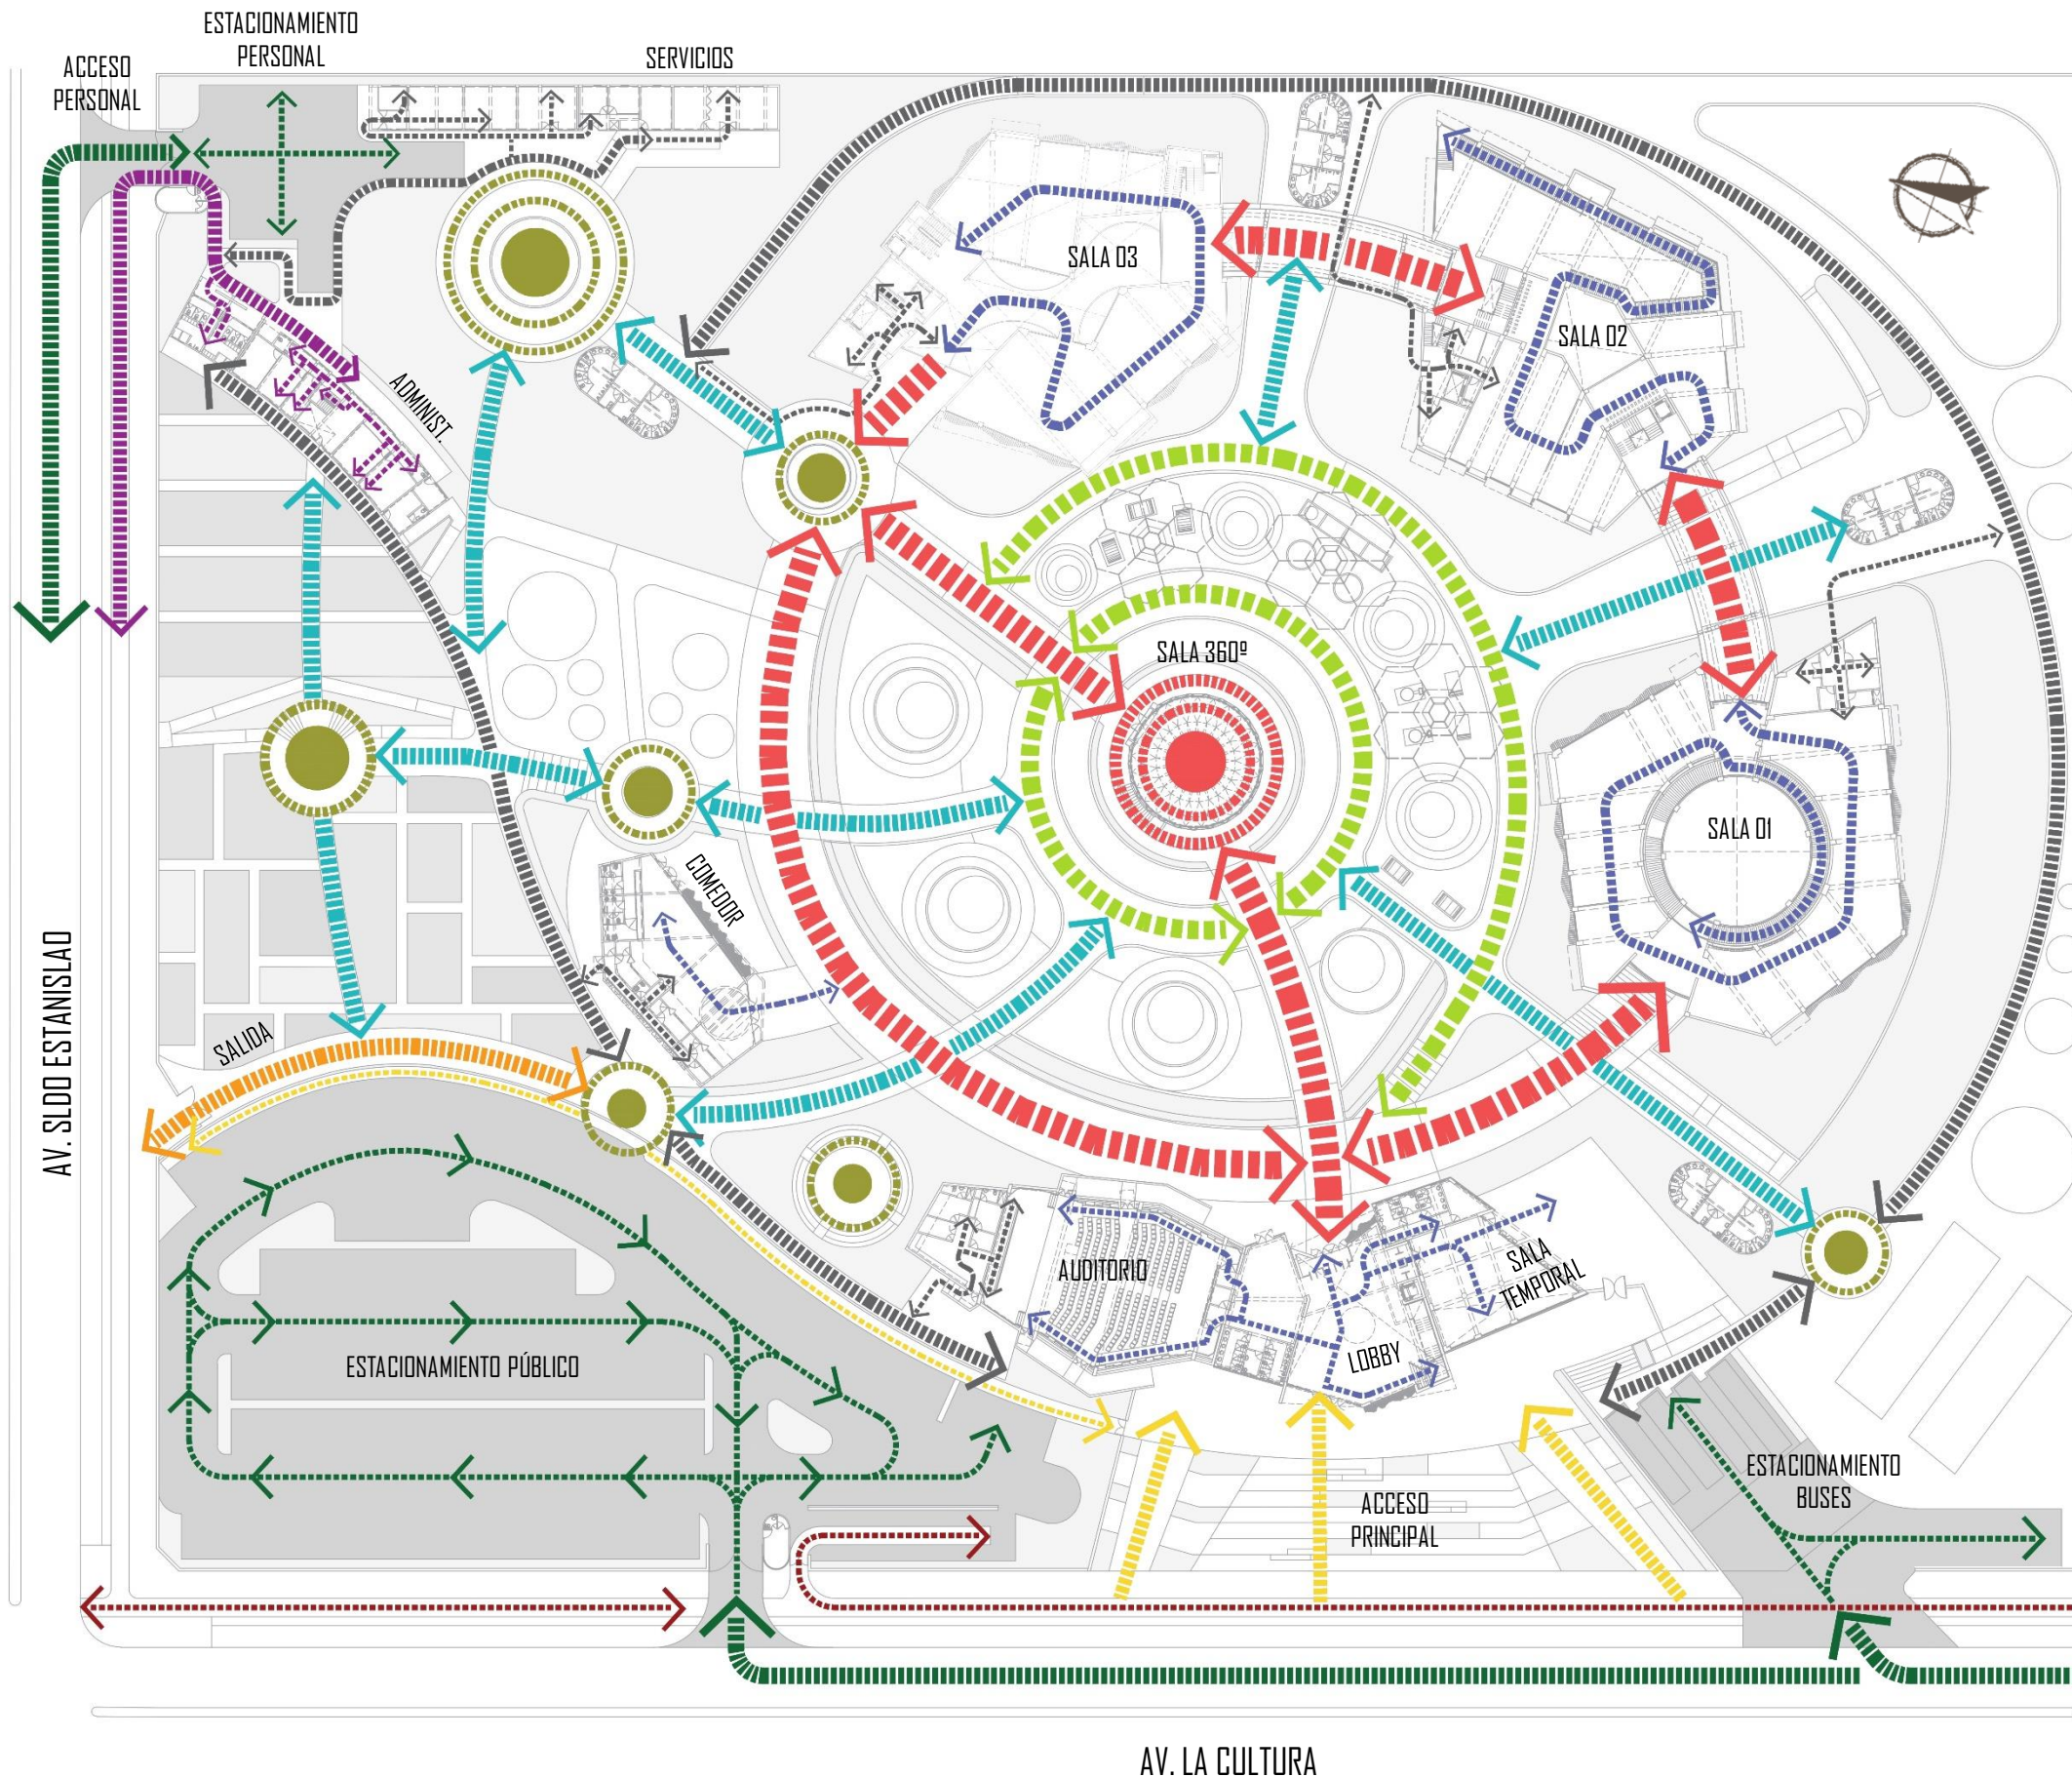 ESTACIONAMIENTO
PERSONAL
ACCESO
PERSONAL
SERVICIOS
SALA 03
SALA 02
ADMINIST.
SALA 360º
SALA 01
COMEDOR
AV. SLDO ESTANISLAO
SALIDA
AUDITORIO
SALA
TEMPORAL
LOBBY
ESTACIONAMIENTO PÚBLICO
ESTACIONAMIENTO
BUSES
ACCESO
PRINCIPAL
AV. LA CULTURA